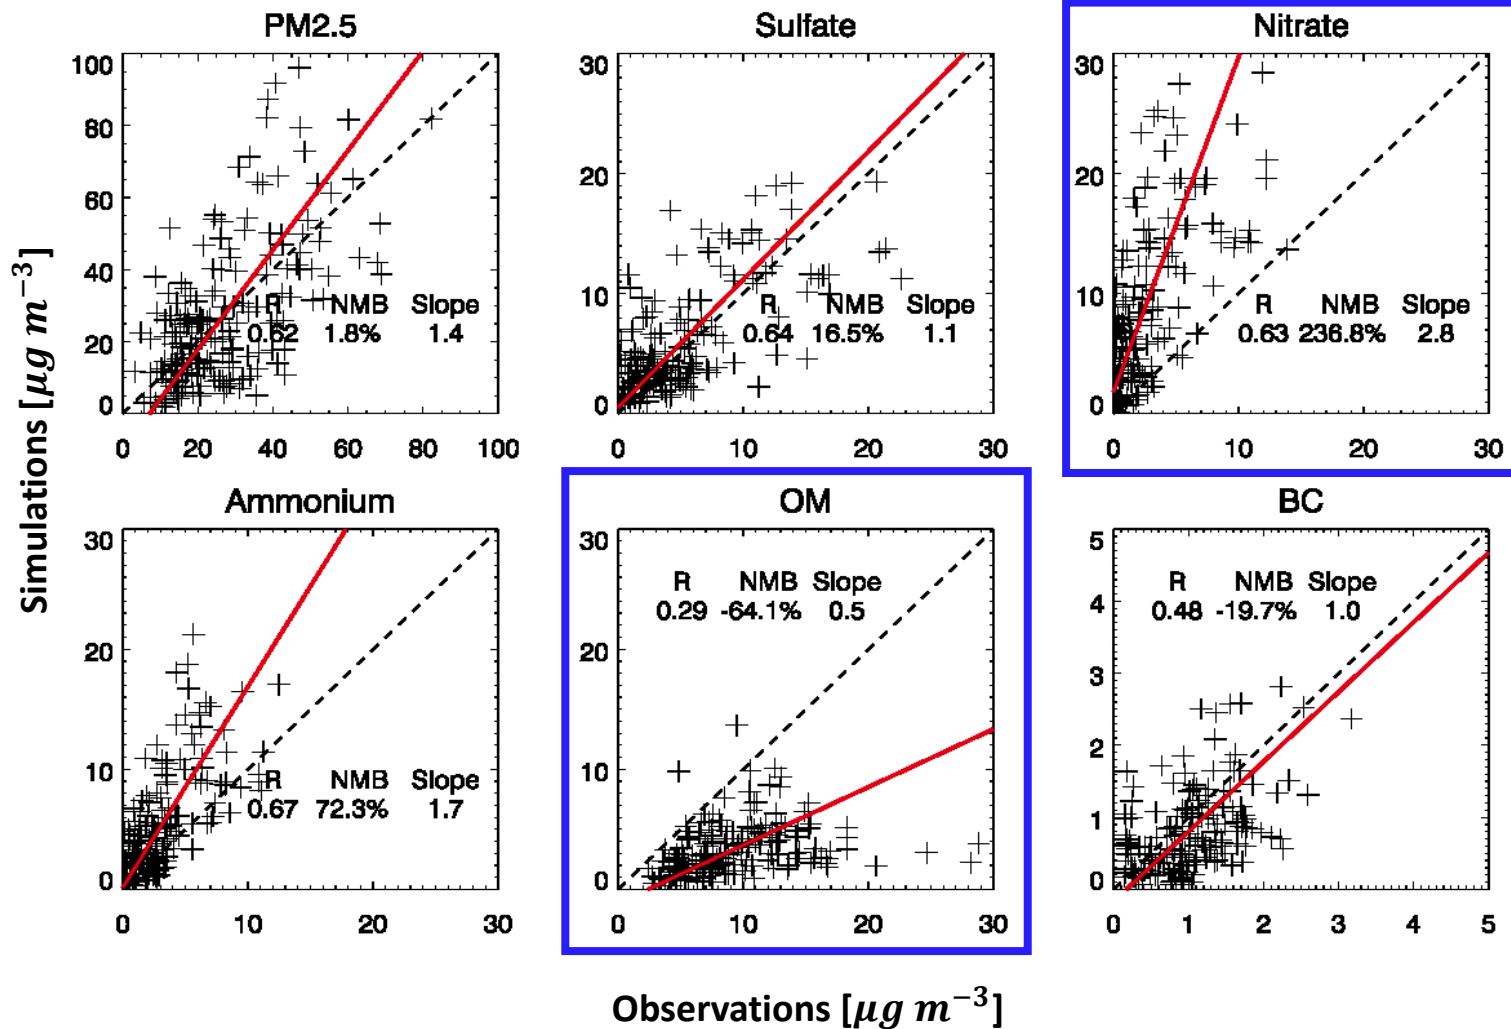 PM2.5
Sulfate
Nitrate
100
80
60
40
20
0
R NMB Slope
0.62 1.8% 1.4
0 20 40 60 80 100
30
20
10
0
R NMB Slope
0.64 16.5% 1.1
0 10 20 30
30
20
10
0
R NMB Slope
0.63 236.8% 2.8
0 10 20 30
Simulations [μg m⁻³]
Ammonium
OM
BC
30
20
10
0
R NMB Slope
0.67 72.3% 1.7
0 10 20 30
30
20
10
0
R NMB Slope
0.29 -64.1% 0.5
0 10 20 30
5
4
3
2
1
0
R NMB Slope
0.48 -19.7% 1.0
0 1 2 3 4 5
Observations [μg m⁻³]